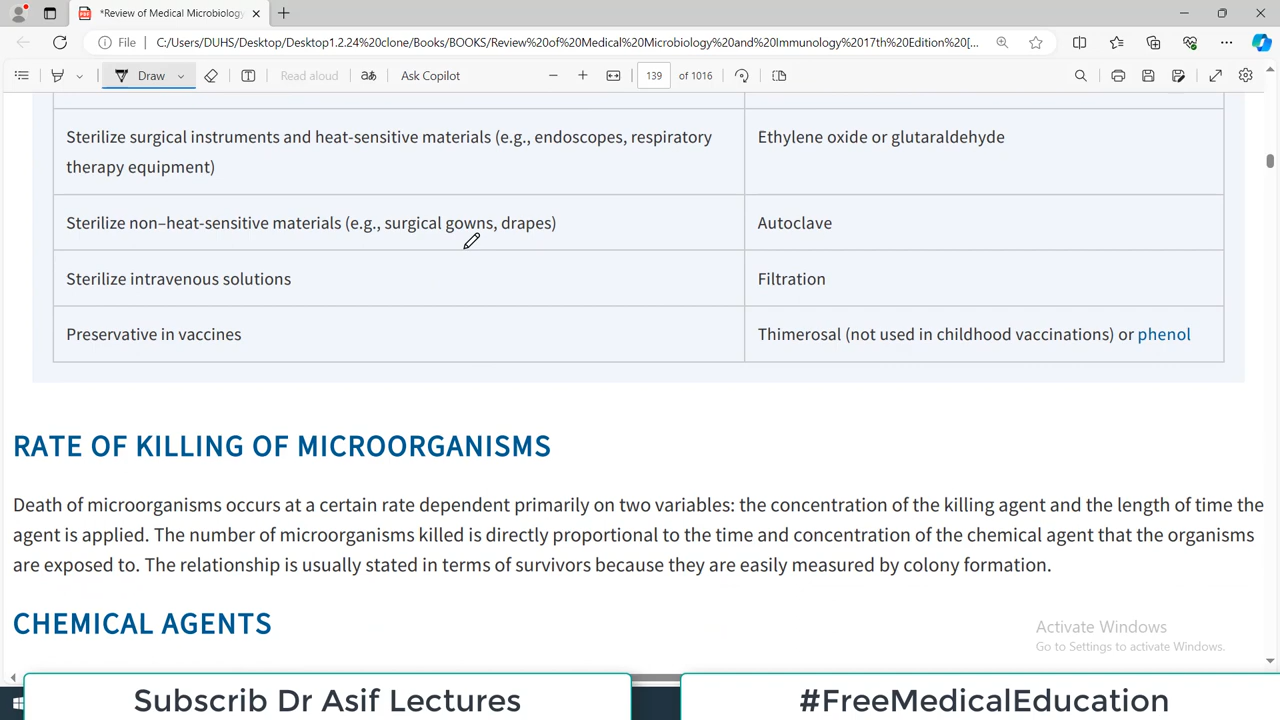 *Review of Medical Microbiology
File
C:/Users/DUHS/Desktop/Desktop1.2.24%20clone/Books/BOOKS/Review%20of%20Medical%20Microbiology%20and%20Immunology%2017th%20Edition%20[...
Draw
Read aloud
Ask Copilot
139 of 1016
Sterilize surgical instruments and heat-sensitive materials (e.g., endoscopes, respiratory therapy equipment)
Ethylene oxide or glutaraldehyde
Sterilize non–heat-sensitive materials (e.g., surgical gowns, drapes)
Autoclave
Sterilize intravenous solutions
Filtration
Preservative in vaccines
Thimerosal (not used in childhood vaccinations) or phenol
RATE OF KILLING OF MICROORGANISMS
Death of microorganisms occurs at a certain rate dependent primarily on two variables: the concentration of the killing agent and the length of time the
agent is applied. The number of microorganisms killed is directly proportional to the time and concentration of the chemical agent that the organisms
are exposed to. The relationship is usually stated in terms of survivors because they are easily measured by colony formation.
CHEMICAL AGENTS
Activate Windows
Go to Settings to activate Windows.
Subscrib Dr Asif Lectures
#FreeMedicalEducation